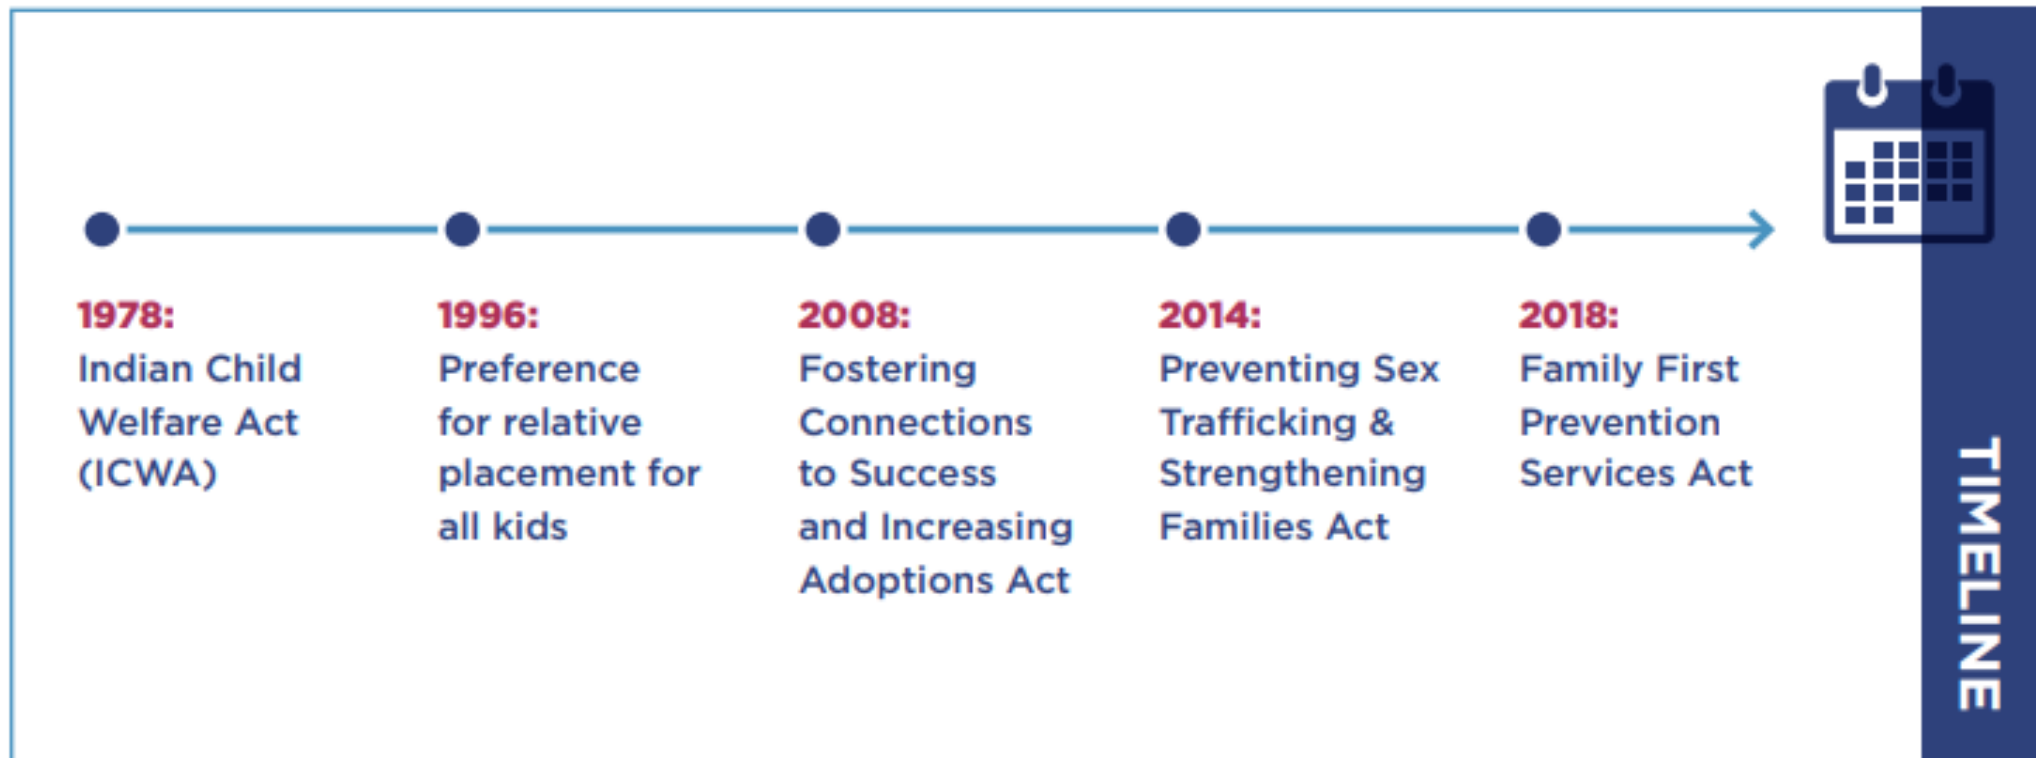 1978:
Indian Child
Welfare Act
(ICWA)
1996:
Preference
for relative
placement for
all kids
2008:
Fostering
Connections
to Success
and Increasing
Adoptions Act
2014:
Preventing Sex
Trafficking &
Strengthening
Families Act
2018:
Family First
Prevention
Services Act
TIMELINE